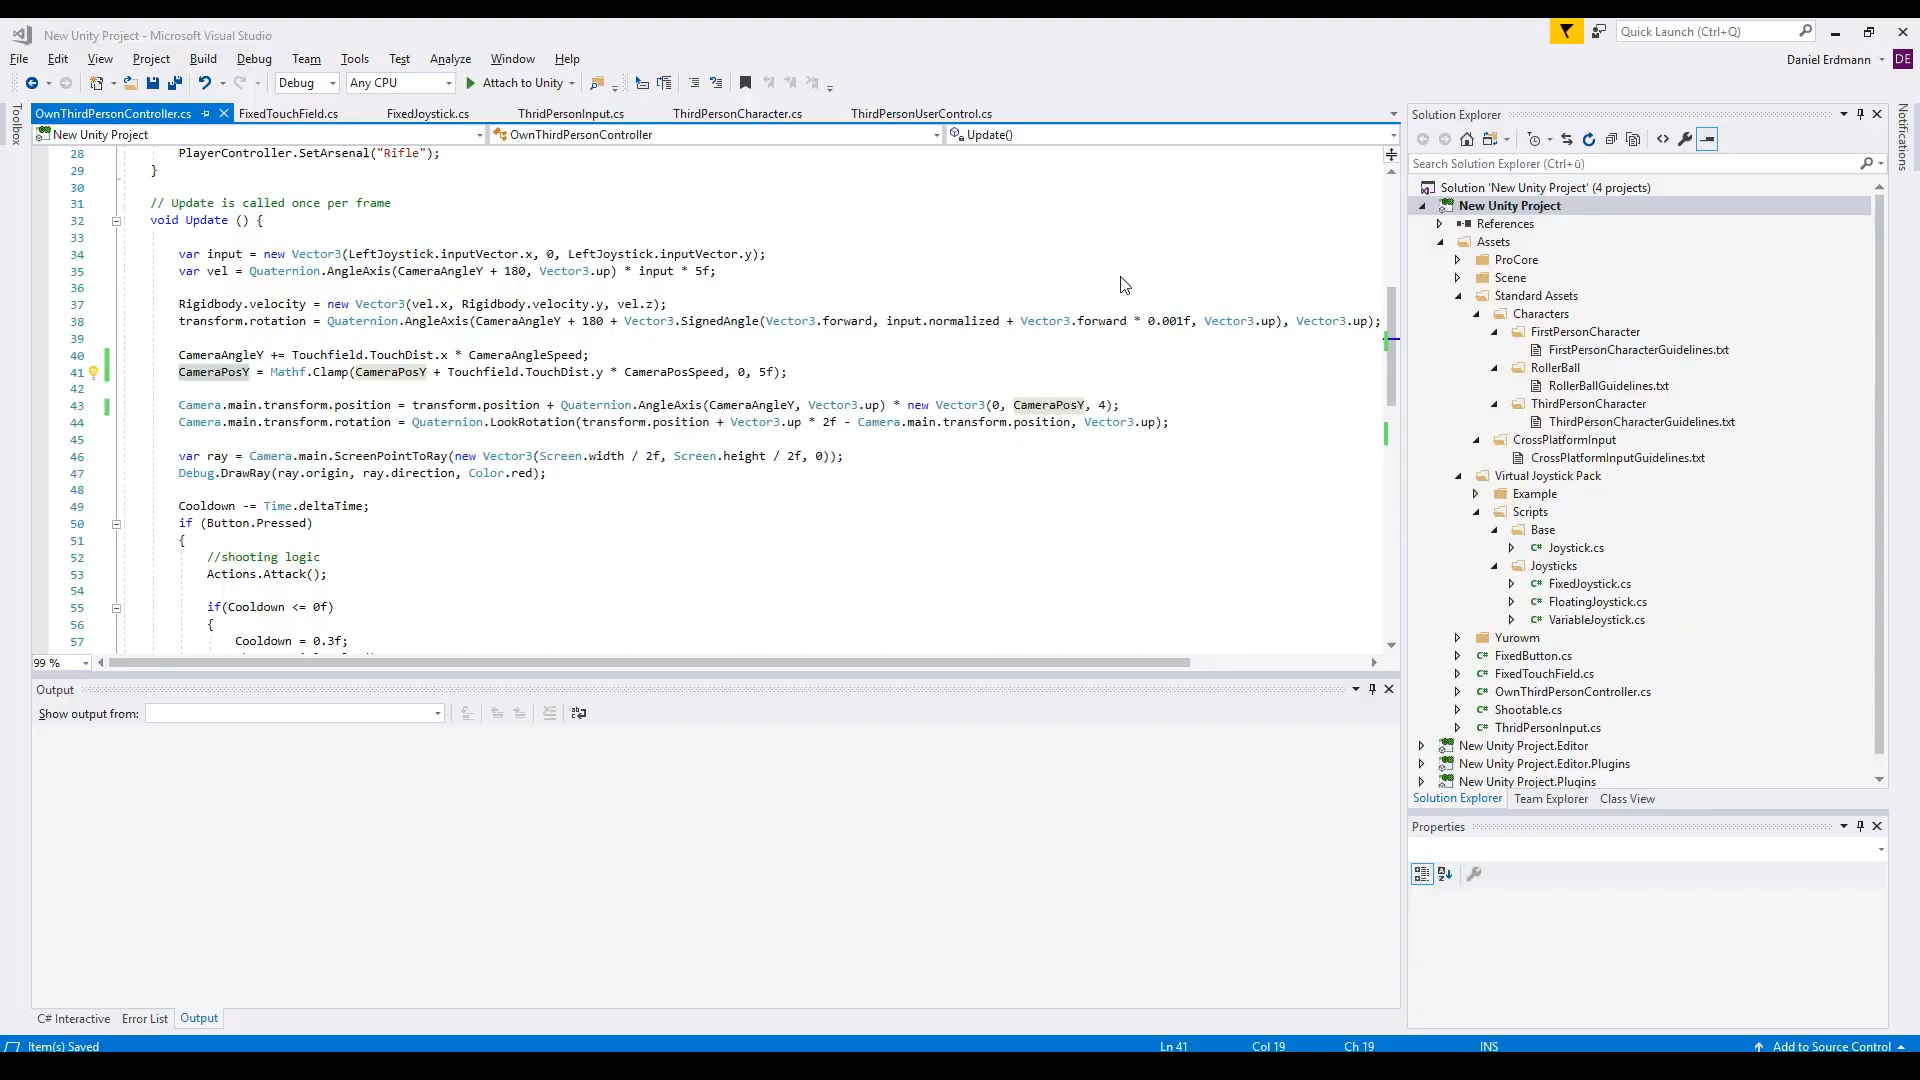 New Unity Project - Microsoft Visual Studio
Quick Launch (Ctrl+Q)
File Edit View Project Build Debug Team Tools Test Analyze Window Help
Daniel Erdmann DE
Debug Any CPU Attach to Unity
Toolbox
OwnThirdPersonController.cs FixedTouchField.cs FixedJoystick.cs ThridPersonInput.cs ThirdPersonCharacter.cs ThirdPersonUserControl.cs
New Unity Project OwnThirdPersonController Update()
28 PlayerController.SetArsenal("Rifle");
29 }
30
31 // Update is called once per frame
32 void Update () {
33
34 var input = new Vector3(LeftJoystick.inputVector.x, 0, LeftJoystick.inputVector.y);
35 var vel = Quaternion.AngleAxis(CameraAngleY + 180, Vector3.up) * input * 5f;
36
37 Rigidbody.velocity = new Vector3(vel.x, Rigidbody.velocity.y, vel.z);
38 transform.rotation = Quaternion.AngleAxis(CameraAngleY + 180 + Vector3.SignedAngle(Vector3.forward, input.normalized + Vector3.forward * 0.001f, Vector3.up), Vector3.up);
39
40 CameraAngleY += Touchfield.TouchDist.x * CameraAngleSpeed;
41 CameraPosY = Mathf.Clamp(CameraPosY + Touchfield.TouchDist.y * CameraPosSpeed, 0, 5f);
42
43 Camera.main.transform.position = transform.position + Quaternion.AngleAxis(CameraAngleY, Vector3.up) * new Vector3(0, CameraPosY, 4);
44 Camera.main.transform.rotation = Quaternion.LookRotation(transform.position + Vector3.up * 2f - Camera.main.transform.position, Vector3.up);
45
46 var ray = Camera.main.ScreenPointToRay(new Vector3(Screen.width / 2f, Screen.height / 2f, 0));
47 Debug.DrawRay(ray.origin, ray.direction, Color.red);
48
49 Cooldown -= Time.deltaTime;
50 if (Button.Pressed)
51 {
52 //shooting logic
53 Actions.Attack();
54
55 if(Cooldown <= 0f)
56 {
57 Cooldown = 0.3f;
99 %
Output
Show output from:
C# Interactive Error List Output
Item(s) Saved Ln 41 Col 19 Ch 19 INS Add to Source Control
Solution Explorer
Search Solution Explorer (Ctrl+ü)
Solution 'New Unity Project' (4 projects)
New Unity Project
References
Assets
ProCore
Scene
Standard Assets
Characters
FirstPersonCharacter
FirstPersonCharacterGuidelines.txt
RollerBall
RollerBallGuidelines.txt
ThirdPersonCharacter
ThirdPersonCharacterGuidelines.txt
CrossPlatformInput
CrossPlatformInputGuidelines.txt
Virtual Joystick Pack
Example
Scripts
Base
C# Joystick.cs
Joysticks
C# FixedJoystick.cs
C# FloatingJoystick.cs
C# VariableJoystick.cs
Yurowm
C# FixedButton.cs
C# FixedTouchField.cs
C# OwnThirdPersonController.cs
C# Shootable.cs
C# ThridPersonInput.cs
New Unity Project.Editor
New Unity Project.Editor.Plugins
New Unity Project.Plugins
Solution Explorer Team Explorer Class View
Properties
Notifications